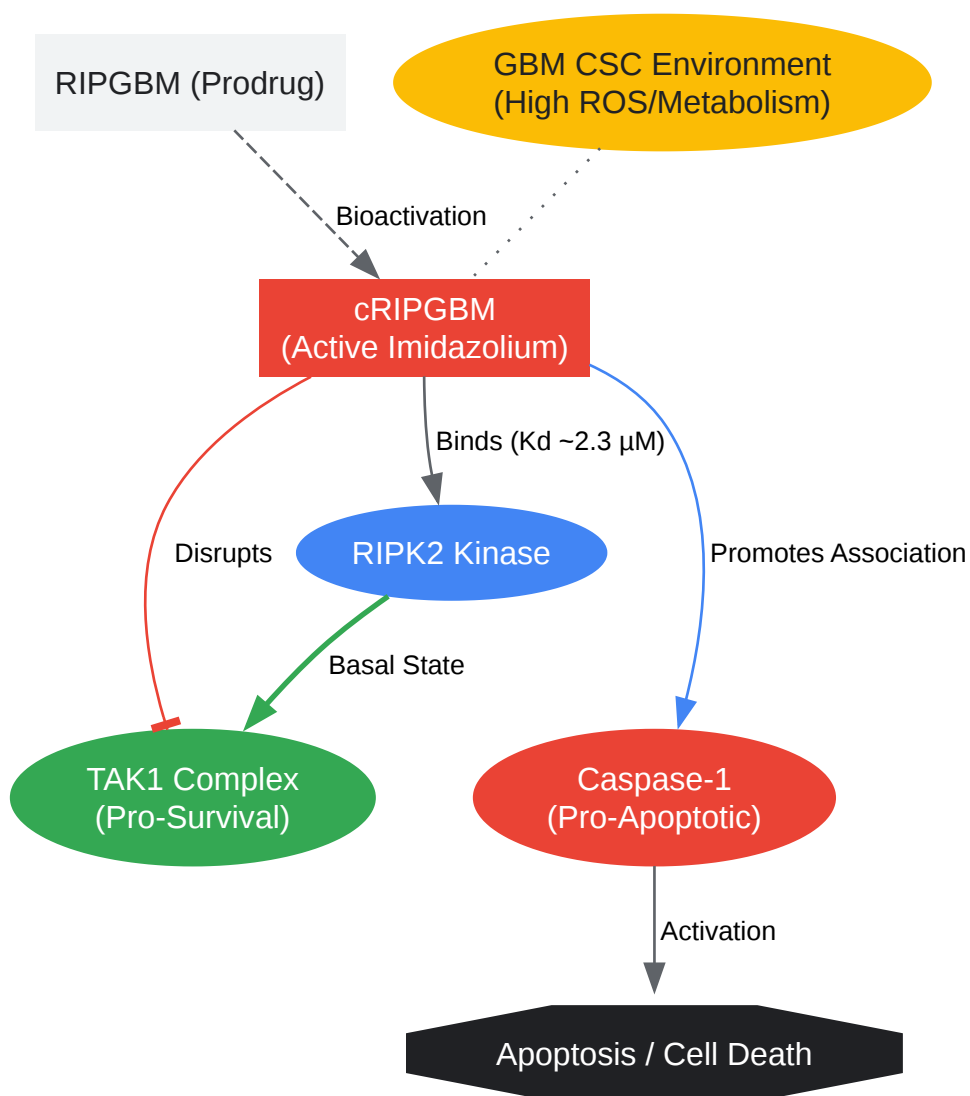 RIPGBM (Prodrug)
GBM CSC Environment
(High ROS/Metabolism)
Bioactivation
cRIPGBM
(Active Imidazolium)
Binds (Kd ~2.3 µM)
Disrupts
RIPK2 Kinase
Promotes Association
Basal State
TAK1 Complex
(Pro-Survival)
Caspase-1
(Pro-Apoptotic)
Activation
Apoptosis / Cell Death